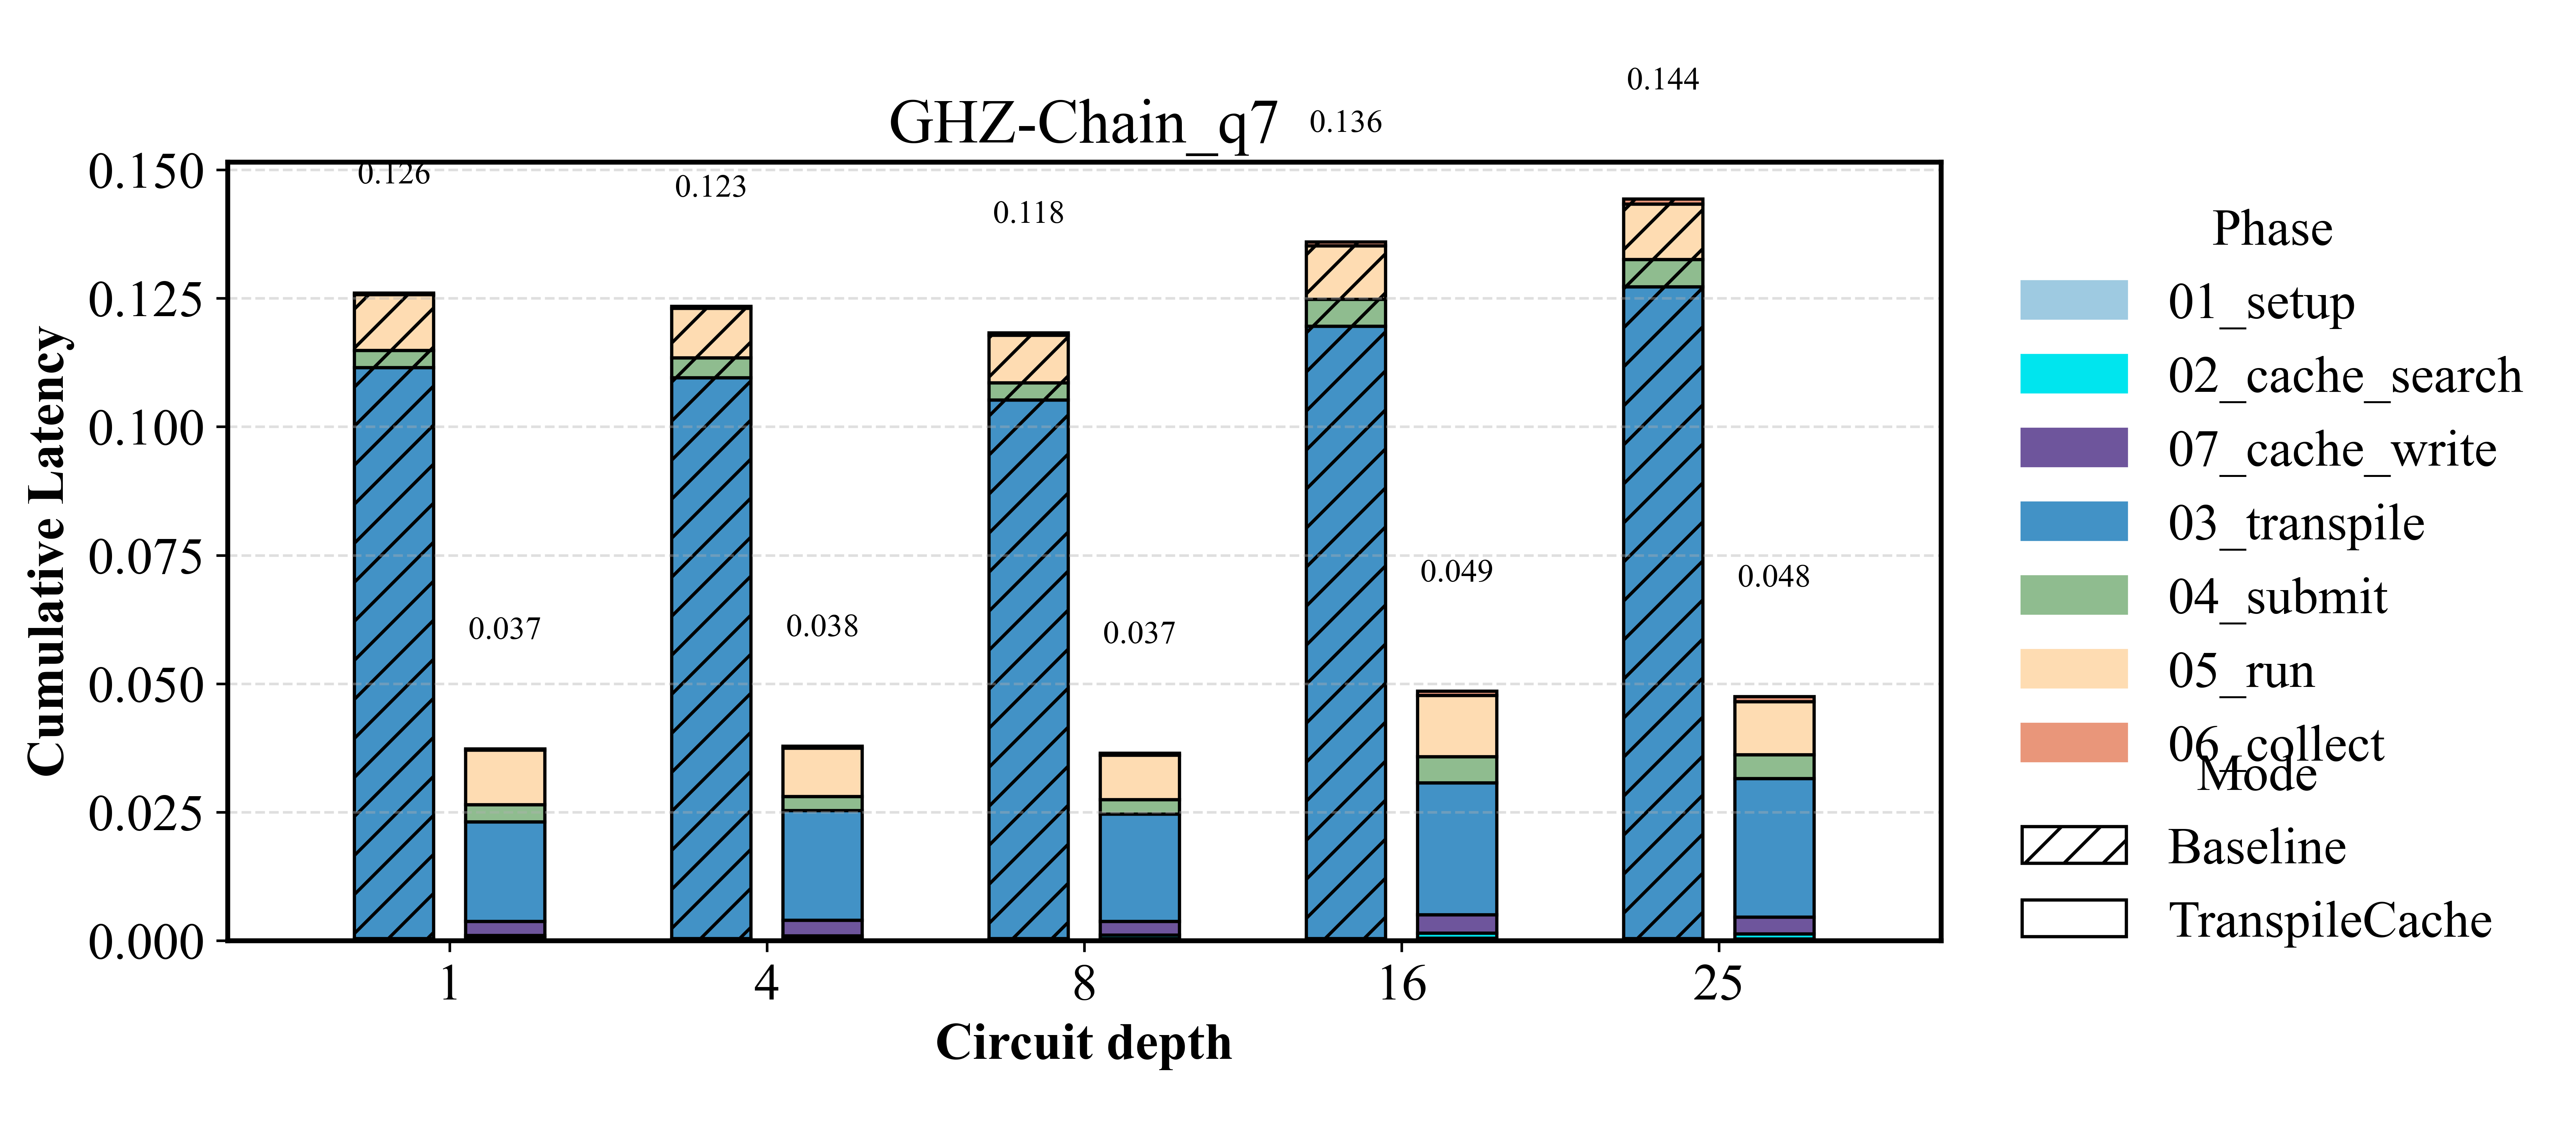 GHZ-Chain_q7
0.126
0.123
0.118
0.136
0.144
0.037
0.038
0.037
0.049
0.048
Cumulative Latency
0.150
0.125
0.100
0.075
0.050
0.025
0.000
1
4
8
16
25
Circuit depth
Phase
01_setup
02_cache_search
07_cache_write
03_transpile
04_submit
05_run
06_collect
Mode
Baseline
TranspileCache